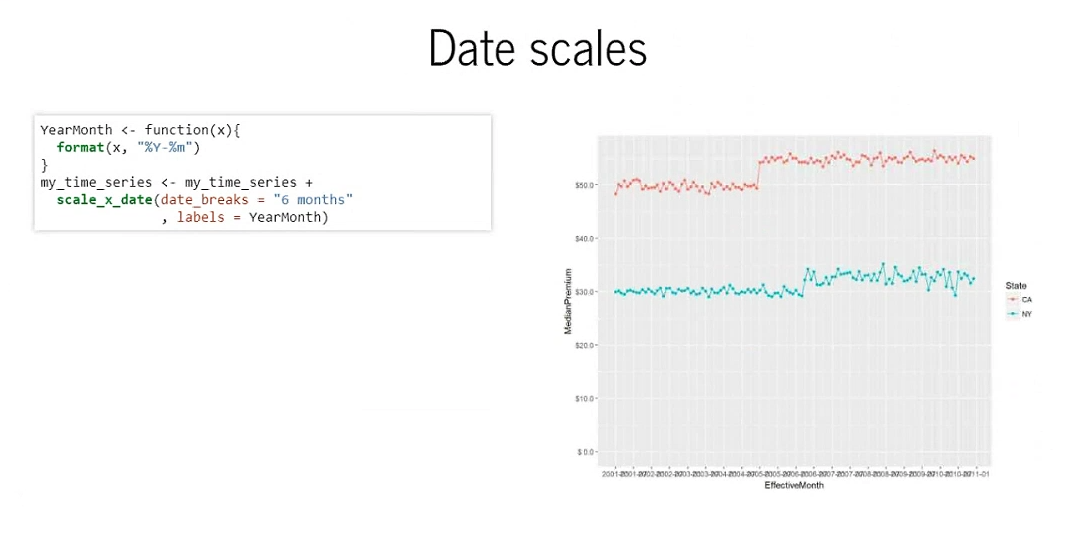 Date scales
YearMonth <- function(x){
format(x, "%Y-%m")
}
my_time_series <- my_time_series +
scale_x_date(date_breaks = "6 months"
, labels = YearMonth)
$50.0
$40.0
$30.0
$20.0
$10.0
$ 0.0
MedianPremium
EffectiveMonth
State
CA
NY